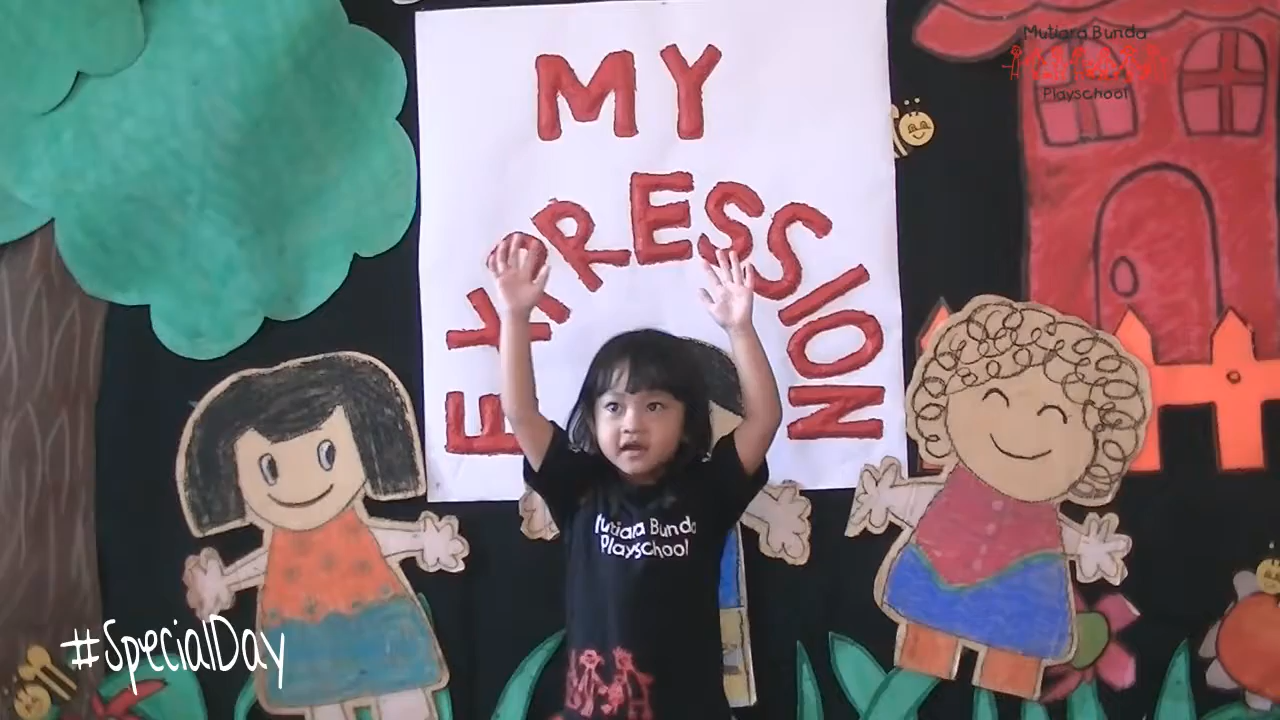 MY
EXPRESSION
Mutiara Bunda
Playschool
Mutiara Bunda
Playschool
#SpecialDay